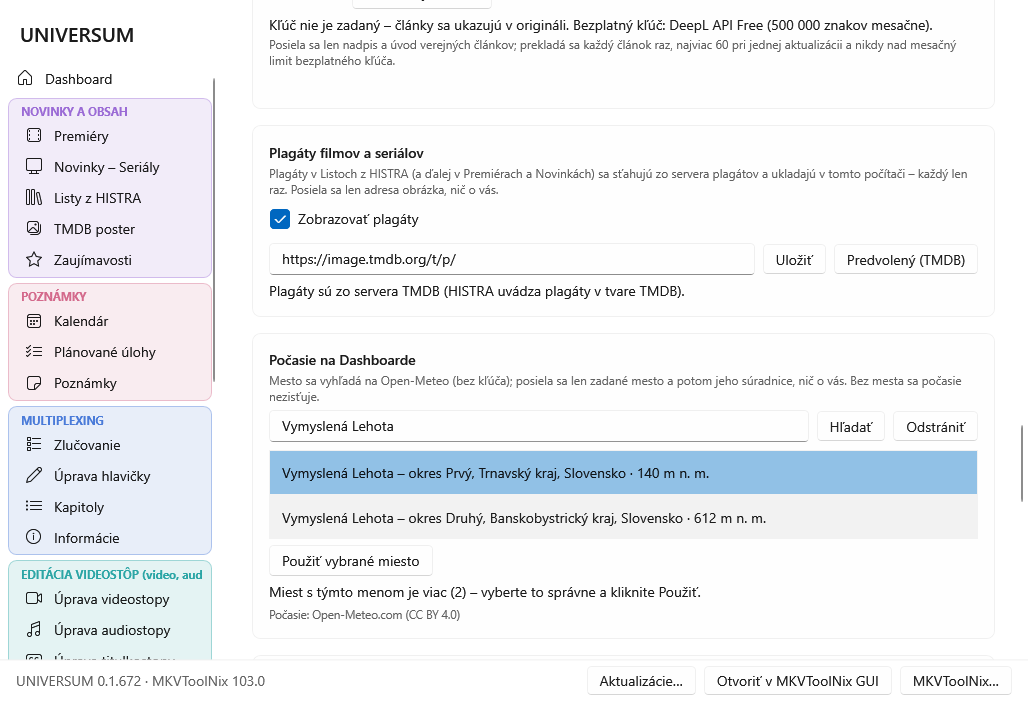 UNIVERSUM
Dashboard
NOVINKY A OBSAH
Premiéry
Novinky – Seriály
Listy z HISTRA
TMDB poster
Zaujímavosti
POZNÁMKY
Kalendár
Plánované úlohy
Poznámky
MULTIPLEXING
Zlučovanie
Úprava hlavičky
Kapitoly
Informácie
EDITÁCIA VIDEOSTÔP (video, aud
Úprava videostopy
Úprava audiostopy
Kľúč nie je zadaný – články sa ukazujú v origináli. Bezplatný kľúč: DeepL API Free (500 000 znakov mesačne).
Posiela sa len nadpis a úvod verejných článkov; prekladá sa každý článok raz, najviac 60 pri jednej aktualizácii a nikdy nad mesačný
limit bezplatného kľúča.
Plagáty filmov a seriálov
Plagáty v Listoch z HISTRA (a ďalej v Premiérach a Novinkách) sa sťahujú zo servera plagátov a ukladajú v tomto počítači – každý len
raz. Posiela sa len adresa obrázka, nič o vás.
Zobrazovať plagáty
https://image.tmdb.org/t/p/
Uložiť
Predvolený (TMDB)
Plagáty sú zo servera TMDB (HISTRA uvádza plagáty v tvare TMDB).
Počasie na Dashboarde
Mesto sa vyhľadá na Open-Meteo (bez kľúča); posiela sa len zadané mesto a potom jeho súradnice, nič o vás. Bez mesta sa počasie
nezisťuje.
Vymyslená Lehota
Hľadať
Odstrániť
Vymyslená Lehota – okres Prvý, Trnavský kraj, Slovensko · 140 m n. m.
Vymyslená Lehota – okres Druhý, Banskobystrický kraj, Slovensko · 612 m n. m.
Použiť vybrané miesto
Miest s týmto menom je viac (2) – vyberte to správne a kliknite Použiť.
Počasie: Open-Meteo.com (CC BY 4.0)
UNIVERSUM 0.1.672 · MKVToolNix 103.0
Aktualizácie...
Otvoriť v MKVToolNix GUI
MKVToolNix...